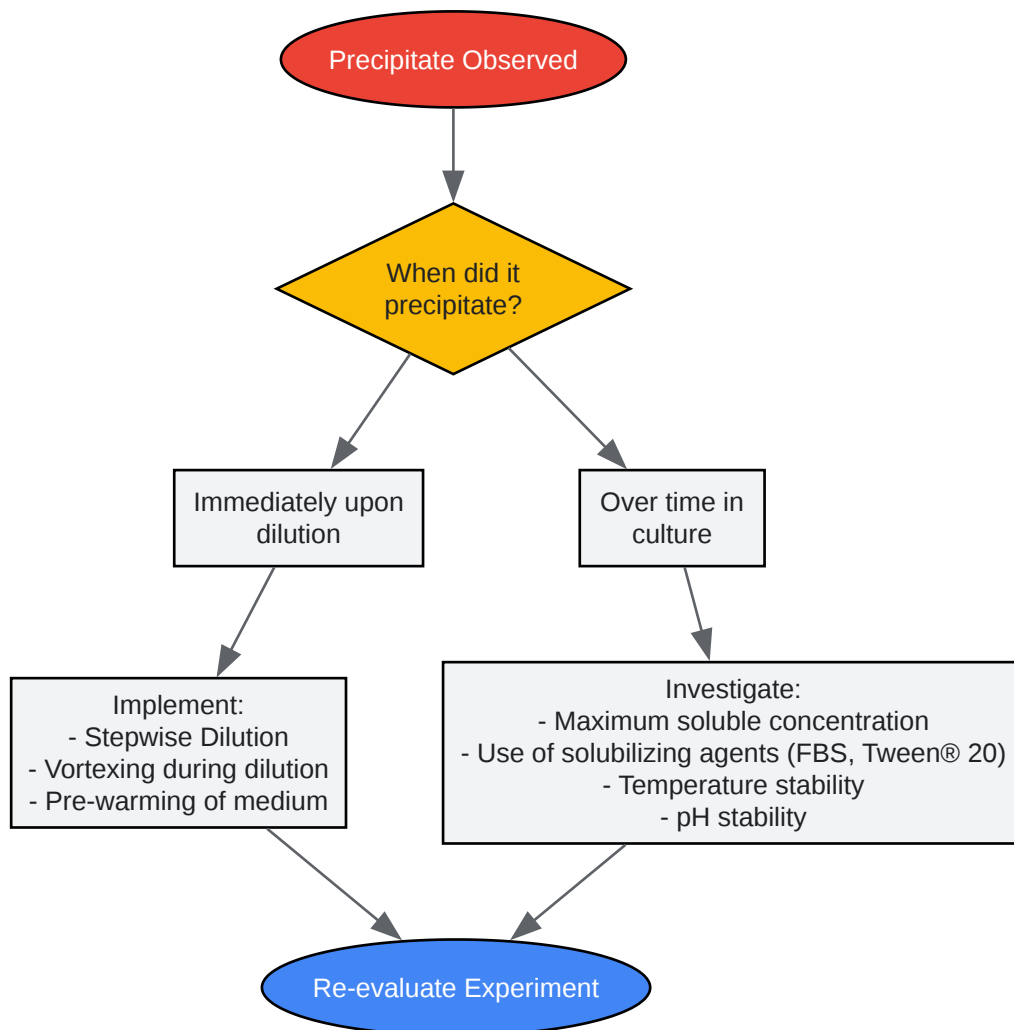 Precipitate Observed
When did it
precipitate?
Immediately upon
dilution
Over time in
culture
Implement:
- Stepwise Dilution
- Vortexing during dilution
- Pre-warming of medium
Investigate:
- Maximum soluble concentration
- Use of solubilizing agents (FBS, Tween® 20)
- Temperature stability
- pH stability
Re-evaluate Experiment